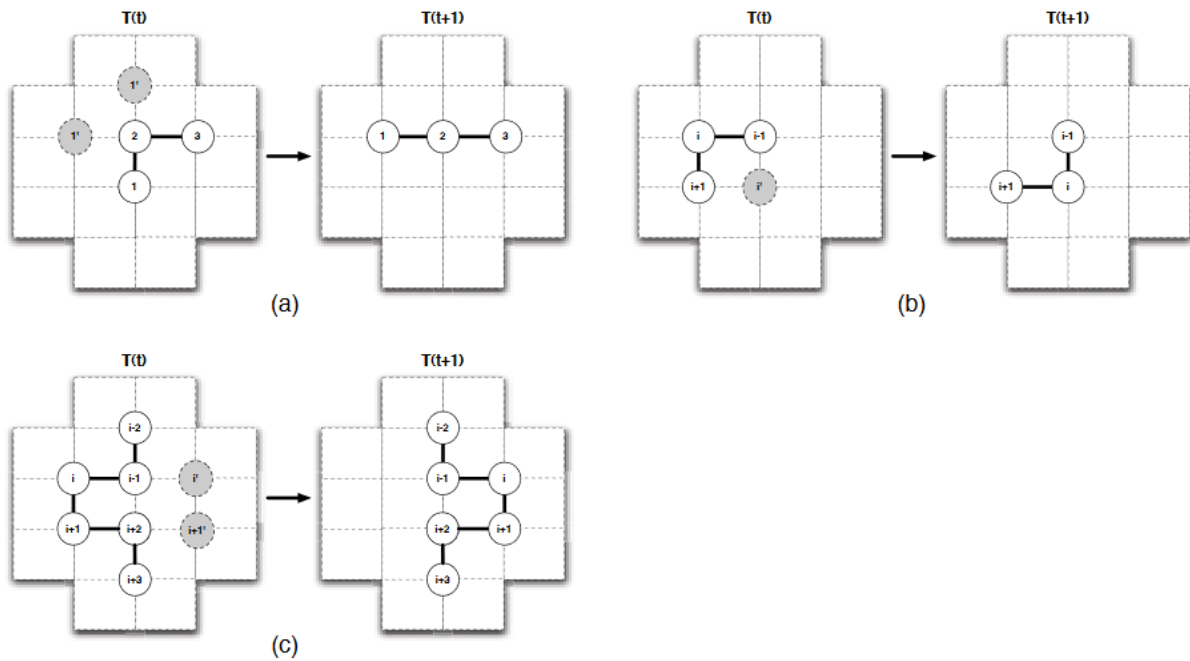 T(t) T(t+1) T(t) T(t+1)
1'
1' 2 3 1 2 3 i i-1 i-1
1 i+1 i' i+1 i
(a) (b)
T(t) T(t+1)
i-2 i-2
i i-1 i' i-1 i
i+1 i+2 i+1' i+2 i+1
i+3 i+3
(c)